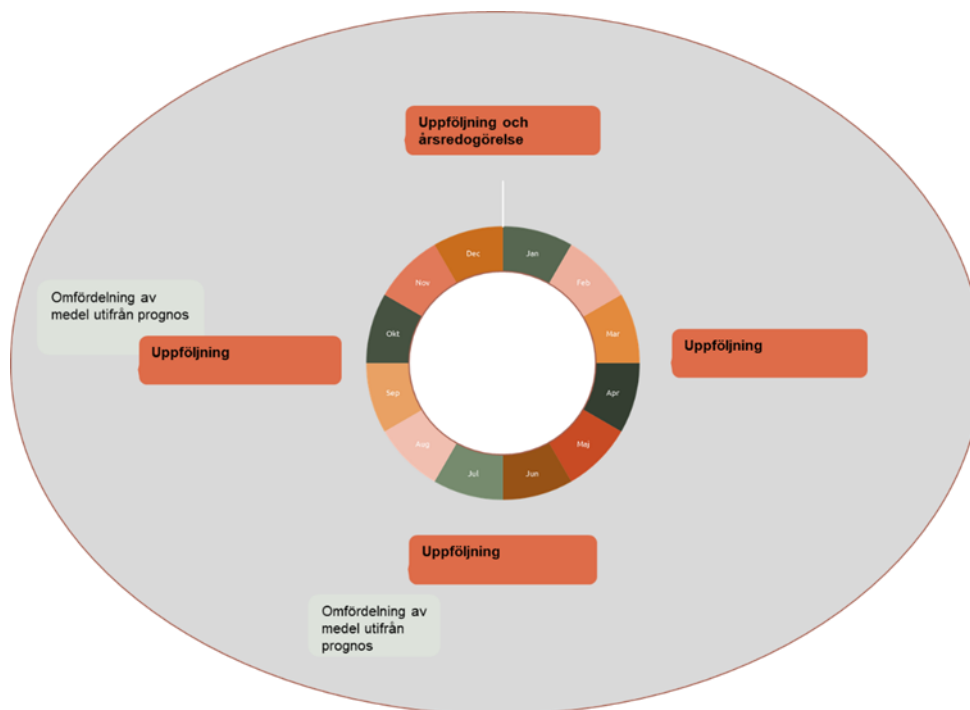 Uppföljning och
årsredogörelse
Dec
Jan
Nov
Feb
Omfördelning av
medel utifrån prognos
Okt
Mar
Uppföljning
Uppföljning
Sep
Apr
Aug
Maj
Jul
Jun
Uppföljning
Omfördelning av
medel utifrån
prognos